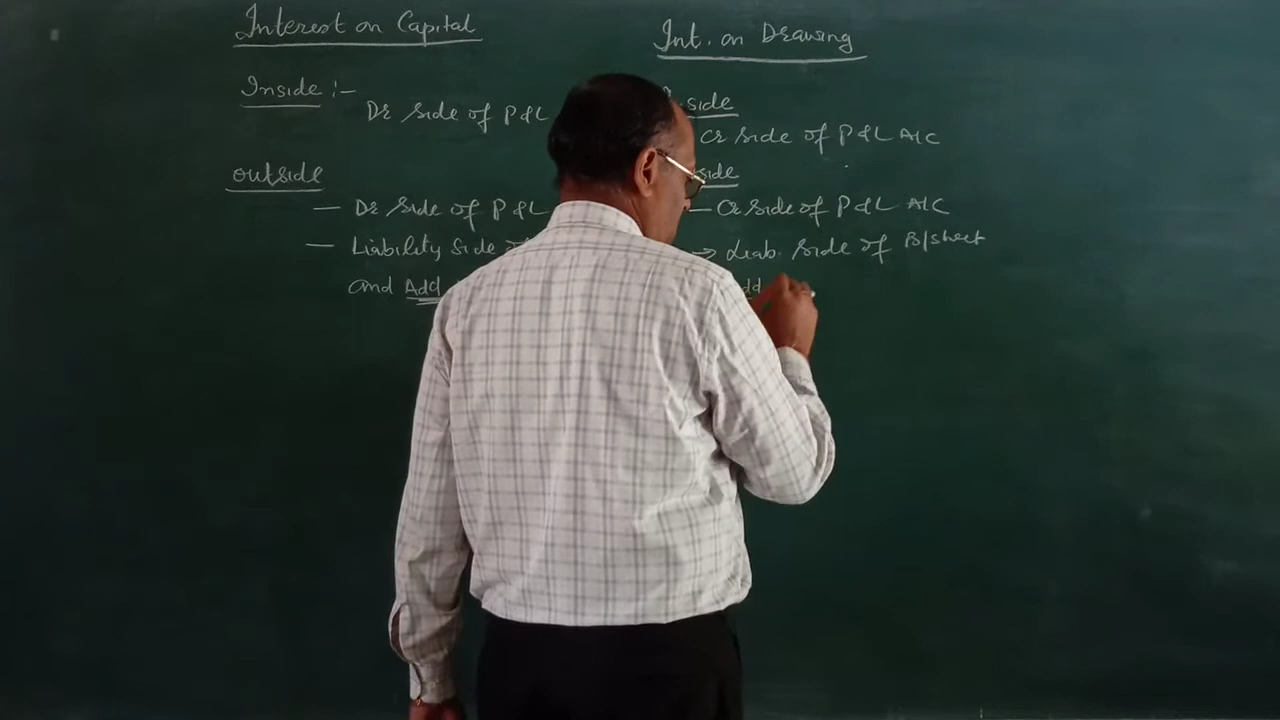 Interest on Capital
Inside :-
Dr side of P&L
outside
— Dr side of P&L
— Liability side
and Add
Int. on Drawing
side
Cr side of P&L A/C
side
— Cr side of P&L A/C
→ Liab. side of B/sheet